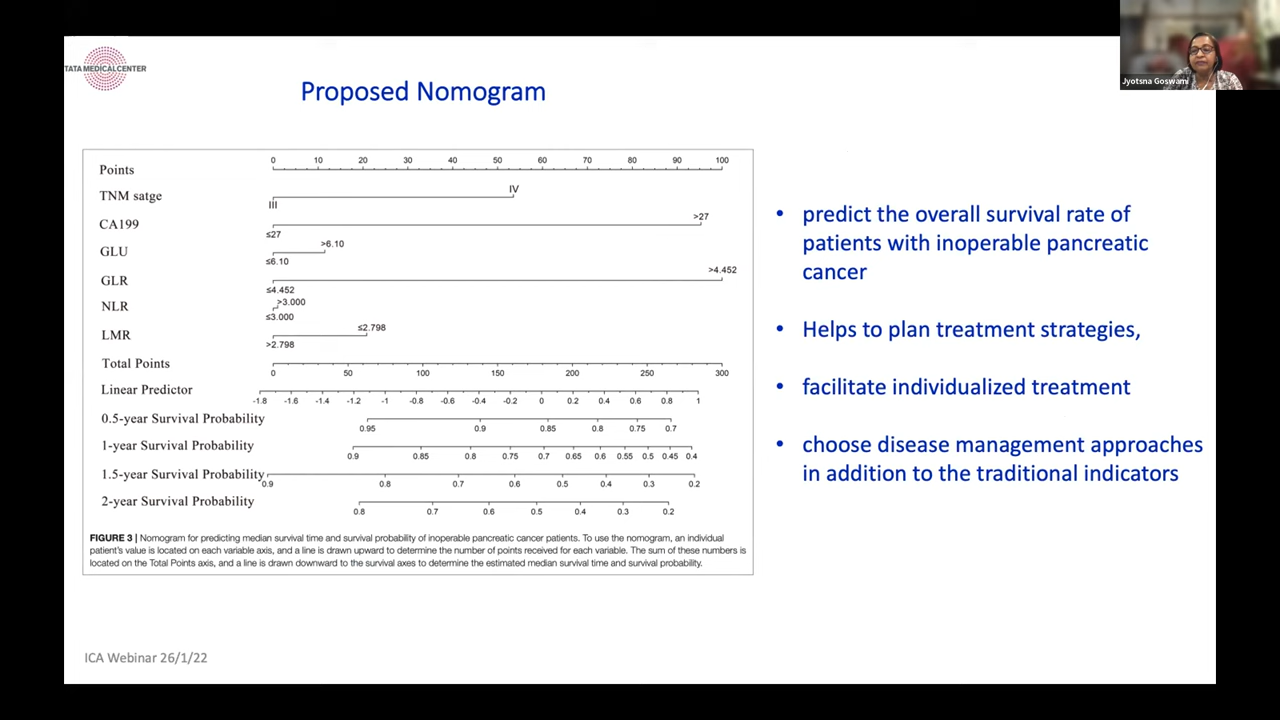 TATA MEDICAL CENTER
Jyotsna Goswami
Proposed Nomogram
Points
0 10 20 30 40 50 60 70 80 90 100
TNM satge
III IV
CA199
≤27 >27
GLU
≤6.10 >6.10
GLR
≤4.452 >4.452
NLR
≤3.000 >3.000
LMR
>2.798 ≤2.798
Total Points
0 50 100 150 200 250 300
Linear Predictor
-1.8 -1.6 -1.4 -1.2 -1 -0.8 -0.6 -0.4 -0.2 0 0.2 0.4 0.6 0.8 1
0.5-year Survival Probability
0.95 0.9 0.85 0.8 0.75 0.7
1-year Survival Probability
0.9 0.85 0.8 0.75 0.7 0.65 0.6 0.55 0.5 0.45 0.4
1.5-year Survival Probability
0.9 0.8 0.7 0.6 0.5 0.4 0.3 0.2
2-year Survival Probability
0.8 0.7 0.6 0.5 0.4 0.3 0.2
FIGURE 3 | Nomogram for predicting median survival time and survival probability of inoperable pancreatic cancer patients. To use the nomogram, an individual
patient's value is located on each variable axis, and a line is drawn upward to determine the number of points received for each variable. The sum of these numbers is
located on the Total Points axis, and a line is drawn downward to the survival axes to determine the estimated median survival time and survival probability.
• predict the overall survival rate of
patients with inoperable pancreatic
cancer
• Helps to plan treatment strategies,
• facilitate individualized treatment
• choose disease management approaches
in addition to the traditional indicators
ICA Webinar 26/1/22